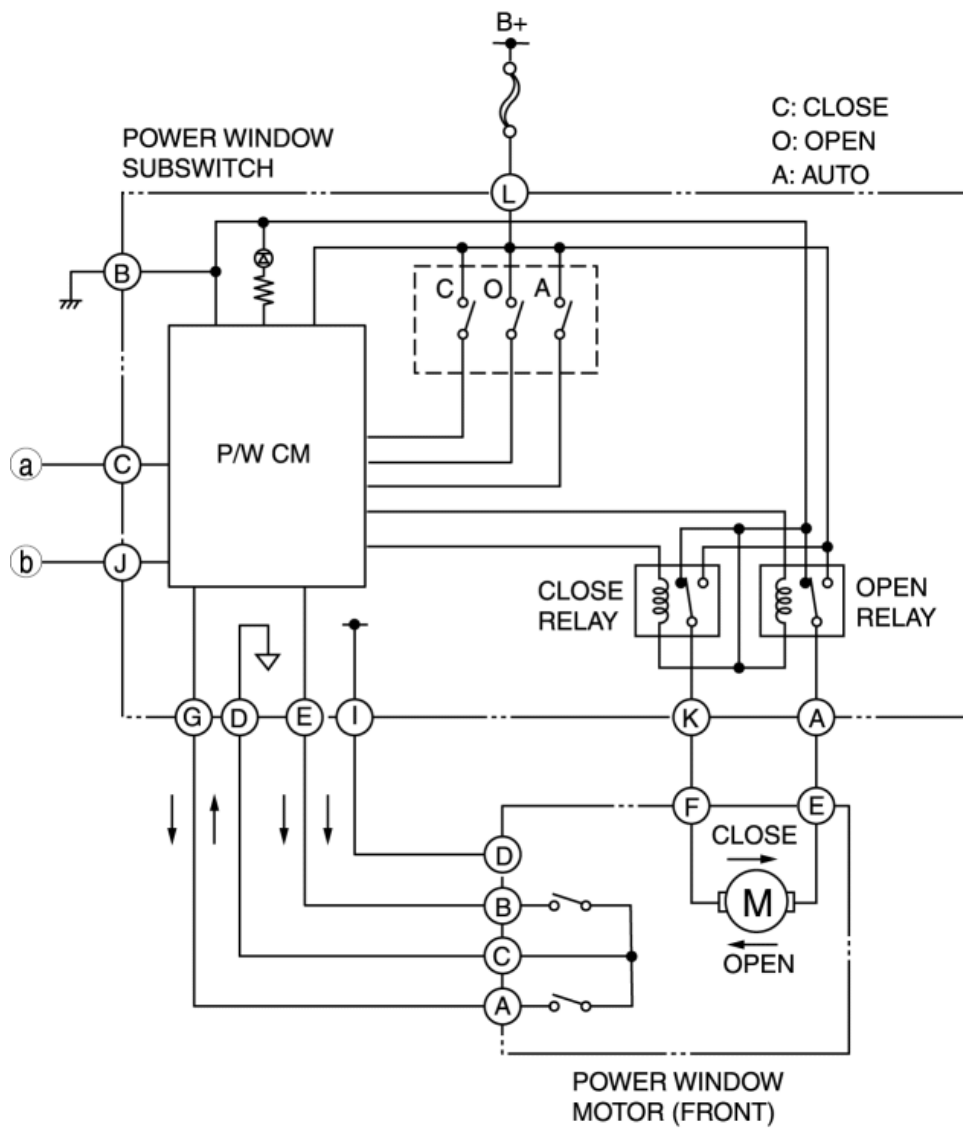 B+
C: CLOSE
O: OPEN
A: AUTO
POWER WINDOW
SUBSWITCH
L
B
C O A
P/W CM
a C
b J
CLOSE
RELAY
OPEN
RELAY
G D E I K A
F E
CLOSE
D
M
B
OPEN
C
A
POWER WINDOW
MOTOR (FRONT)